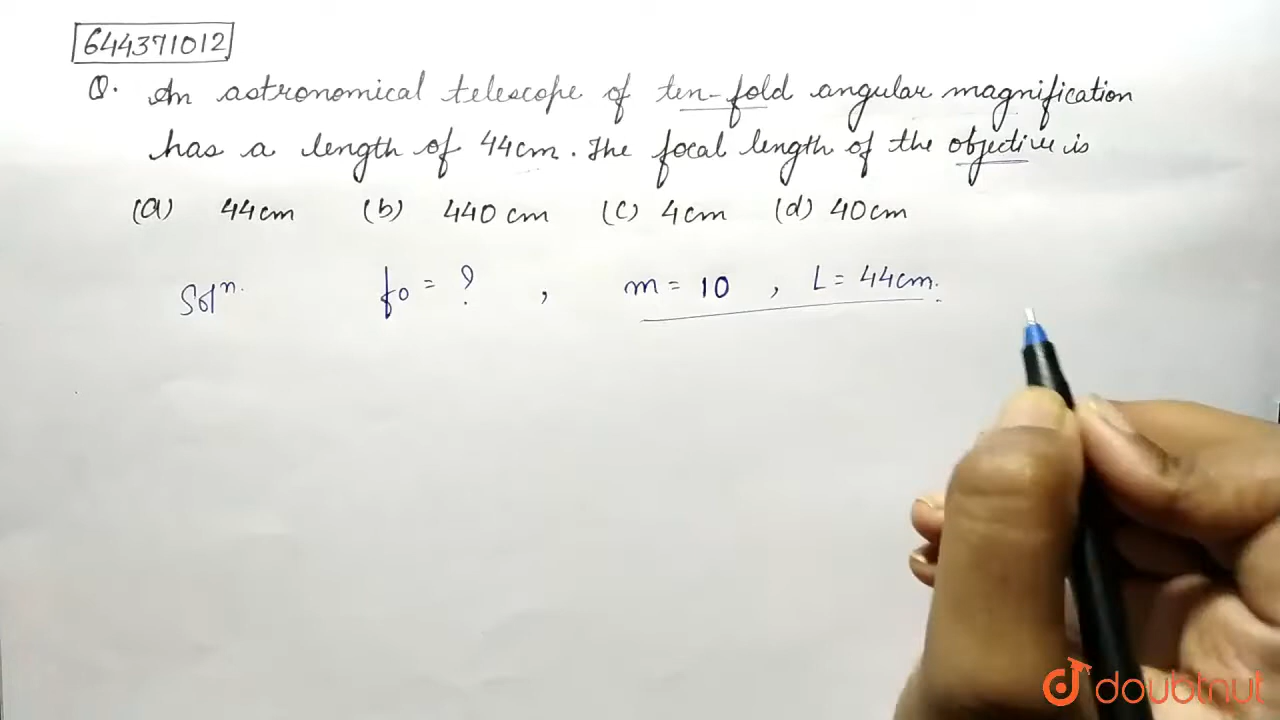 644371012
Q. An astronomical telescope of ten-fold angular magnification
has a length of 44cm. The focal length of the objective is
(a) 44cm (b) 440 cm (c) 4cm (d) 40cm
Solⁿ. fo = ? , m = 10 , L = 44cm.
doubtnut